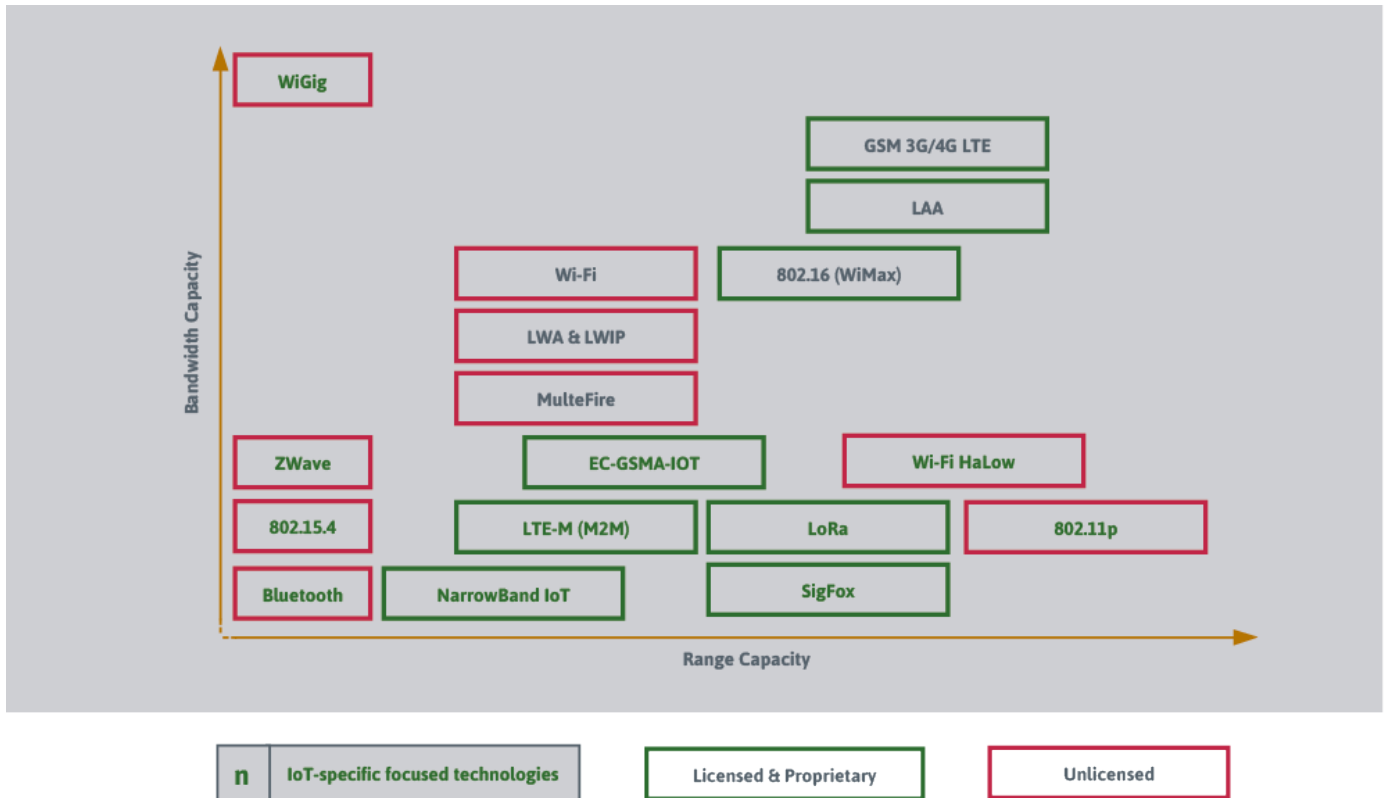 WiGig
GSM 3G/4G LTE
LAA
Wi-Fi
802.16 (WiMax)
LWA & LWIP
MulteFire
Bandwidth Capacity
ZWave
EC-GSMA-IOT
Wi-Fi HaLow
802.15.4
LTE-M (M2M)
LoRa
802.11p
Bluetooth
NarrowBand IoT
SigFox
Range Capacity
n
IoT-specific focused technologies
Licensed & Proprietary
Unlicensed